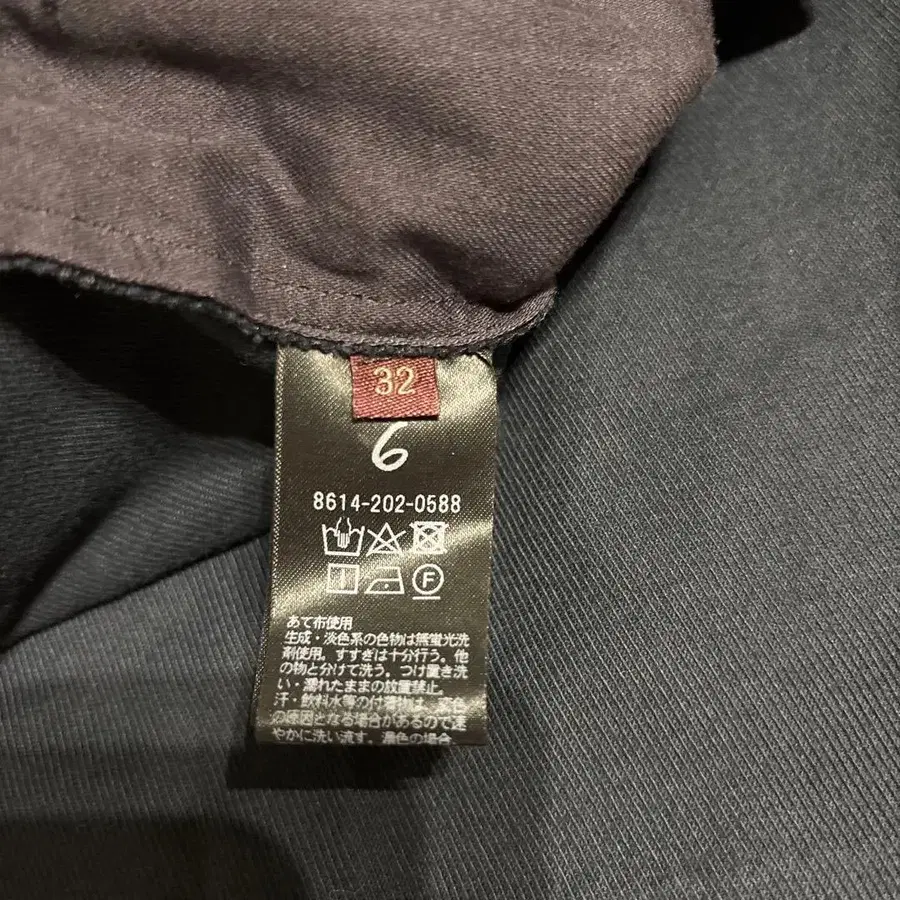 32
6
8614-202-0588
F
あて布使用
生成・淡色系の色物は無蛍光洗
剤使用。すすぎは十分行う。他
の物と分けて洗う。つけ置き洗
い・濡れたままの放置禁止。
汗・飲料水等の付着物は、変色
の原因となる場合があるので速
やかに洗い流す。濃色の場合